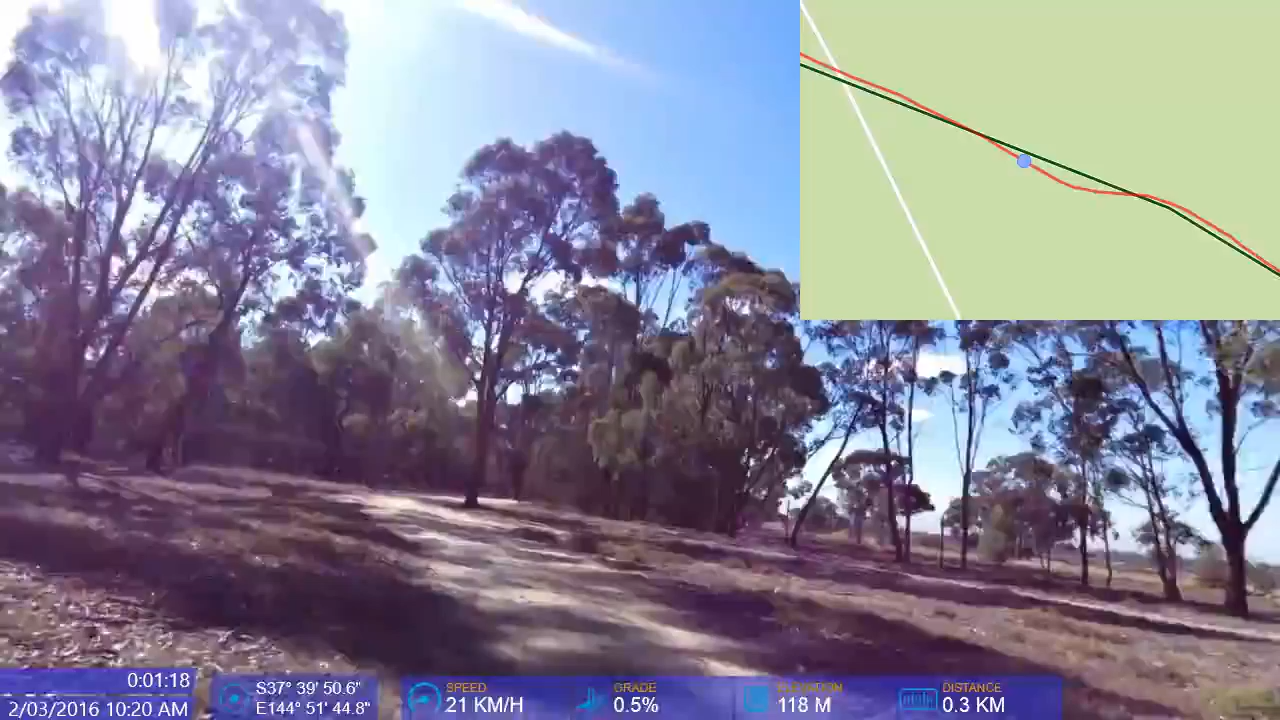 0:01:18
2/03/2016 10:20 AM
S37° 39' 50.6"
E144° 51' 44.8"
SPEED
21 KM/H
GRADE
0.5%
ELEVATION
118 M
DISTANCE
0.3 KM